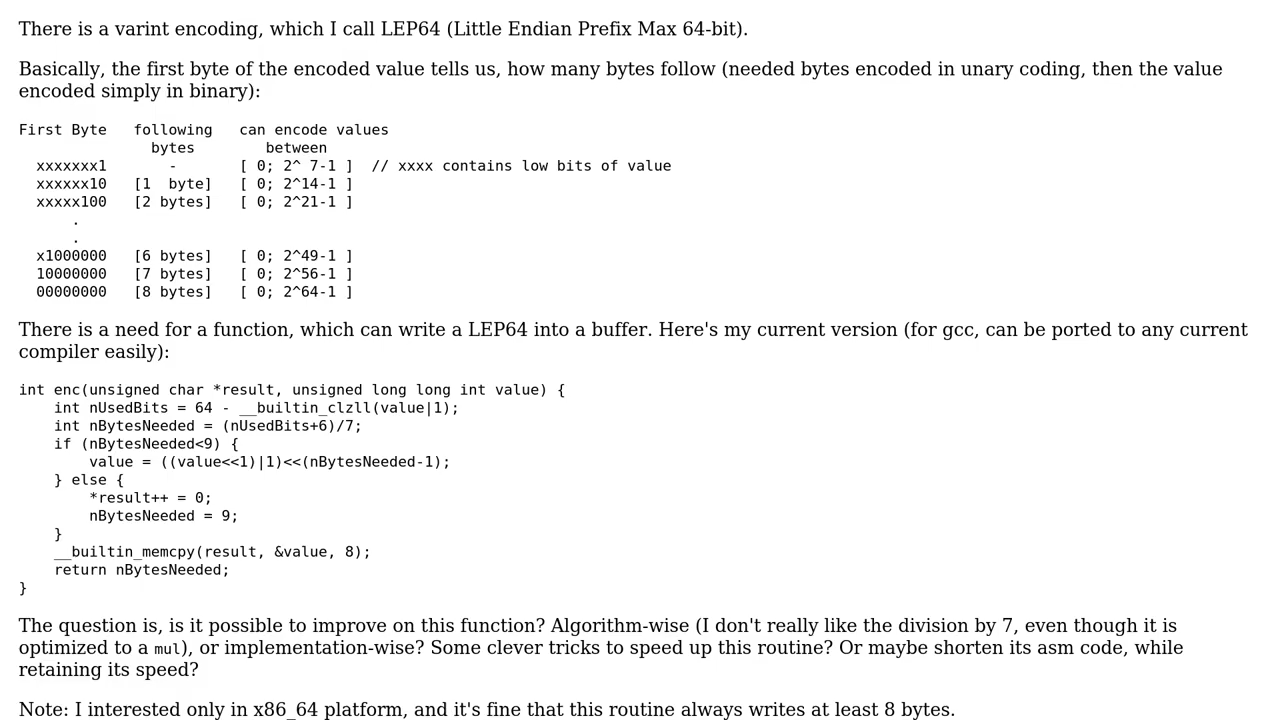 There is a varint encoding, which I call LEP64 (Little Endian Prefix Max 64-bit).
Basically, the first byte of the encoded value tells us, how many bytes follow (needed bytes encoded in unary coding, then the value
encoded simply in binary):
First Byte   following   can encode values
               bytes        between
  xxxxxxx1       -       [ 0; 2^ 7-1 ]  // xxxx contains low bits of value
  xxxxxx10   [1  byte]   [ 0; 2^14-1 ]
  xxxxx100   [2 bytes]   [ 0; 2^21-1 ]
      .
      .
  x1000000   [6 bytes]   [ 0; 2^49-1 ]
  10000000   [7 bytes]   [ 0; 2^56-1 ]
  00000000   [8 bytes]   [ 0; 2^64-1 ]
There is a need for a function, which can write a LEP64 into a buffer. Here's my current version (for gcc, can be ported to any current
compiler easily):
int enc(unsigned char *result, unsigned long long int value) {
    int nUsedBits = 64 - __builtin_clzll(value|1);
    int nBytesNeeded = (nUsedBits+6)/7;
    if (nBytesNeeded<9) {
        value = ((value<<1)|1)<<(nBytesNeeded-1);
    } else {
        *result++ = 0;
        nBytesNeeded = 9;
    }
    __builtin_memcpy(result, &value, 8);
    return nBytesNeeded;
}
The question is, is it possible to improve on this function? Algorithm-wise (I don't really like the division by 7, even though it is
optimized to a mul), or implementation-wise? Some clever tricks to speed up this routine? Or maybe shorten its asm code, while
retaining its speed?
Note: I interested only in x86_64 platform, and it's fine that this routine always writes at least 8 bytes.